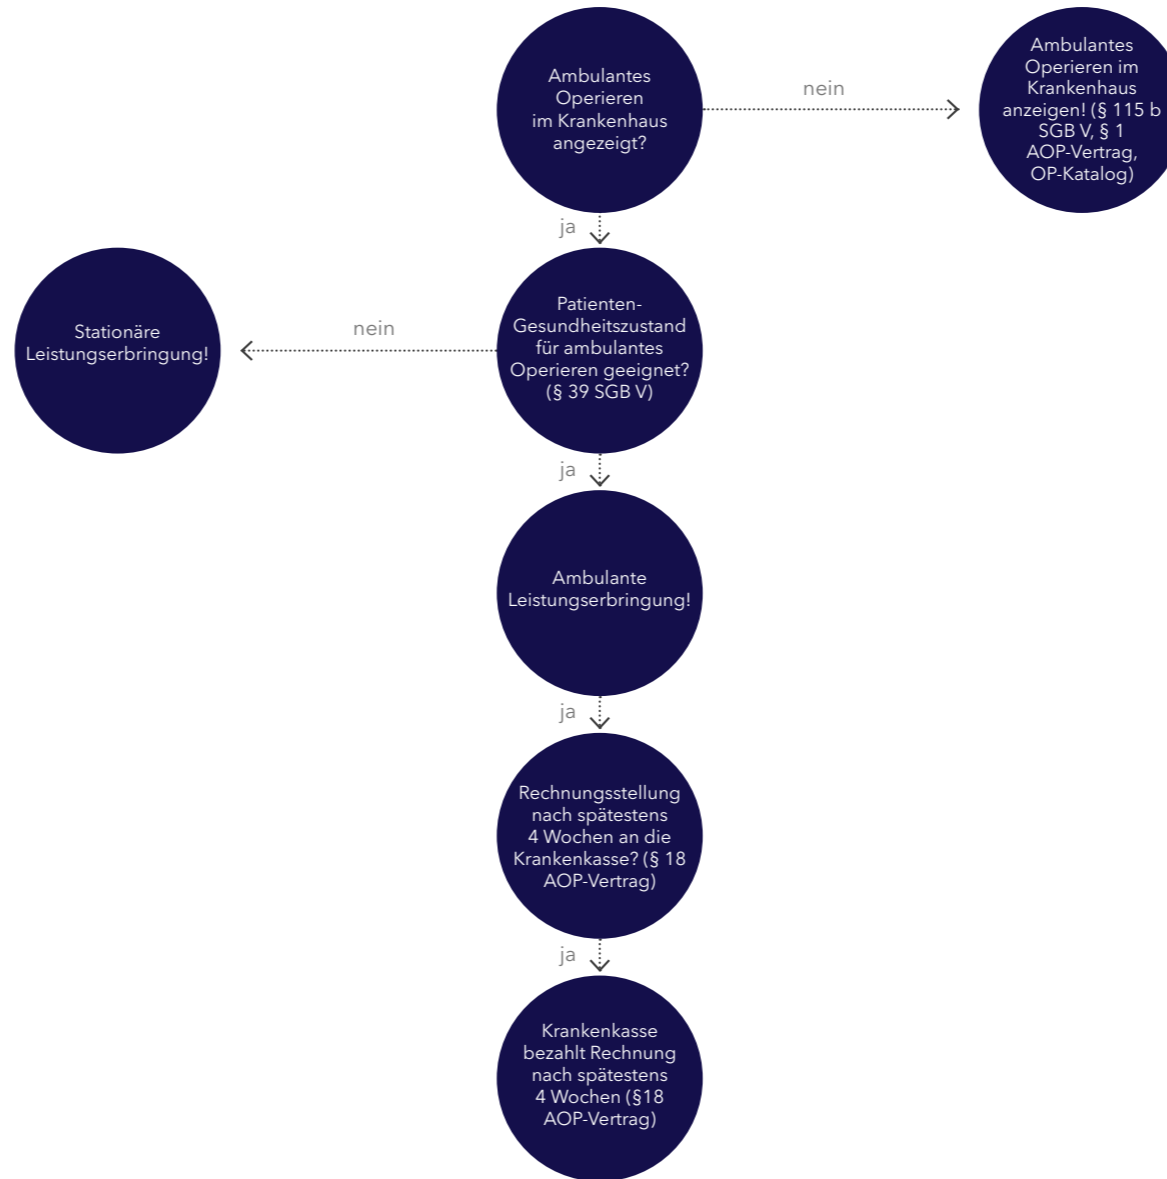 Ambulantes
Operieren
im Krankenhaus
angezeigt?
nein
Ambulantes
Operieren im
Krankenhaus
anzeigen! (§ 115 b
SGB V, § 1
AOP-Vertrag,
OP-Katalog)
ja
Stationäre
Leistungserbringung!
nein
Patienten-
Gesundheitszustand
für ambulantes
Operieren geeignet?
(§ 39 SGB V)
ja
Ambulante
Leistungserbringung!
ja
Rechnungsstellung
nach spätestens
4 Wochen an die
Krankenkasse? (§ 18
AOP-Vertrag)
ja
Krankenkasse
bezahlt Rechnung
nach spätestens
4 Wochen (§18
AOP-Vertrag)